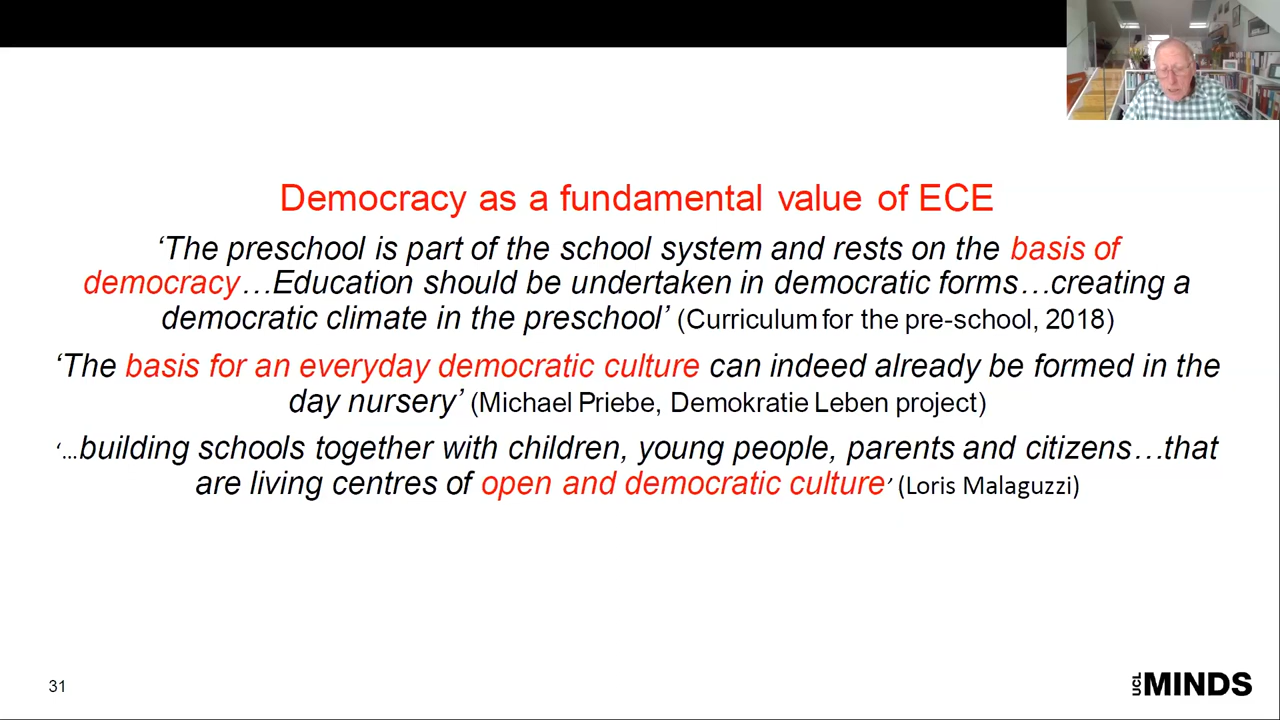 Democracy as a fundamental value of ECE
‘The preschool is part of the school system and rests on the basis of
democracy…Education should be undertaken in democratic forms…creating a
democratic climate in the preschool’ (Curriculum for the pre-school, 2018)
‘The basis for an everyday democratic culture can indeed already be formed in the
day nursery’ (Michael Priebe, Demokratie Leben project)
‘…building schools together with children, young people, parents and citizens…that
are living centres of open and democratic culture’ (Loris Malaguzzi)
31
UCL MINDS